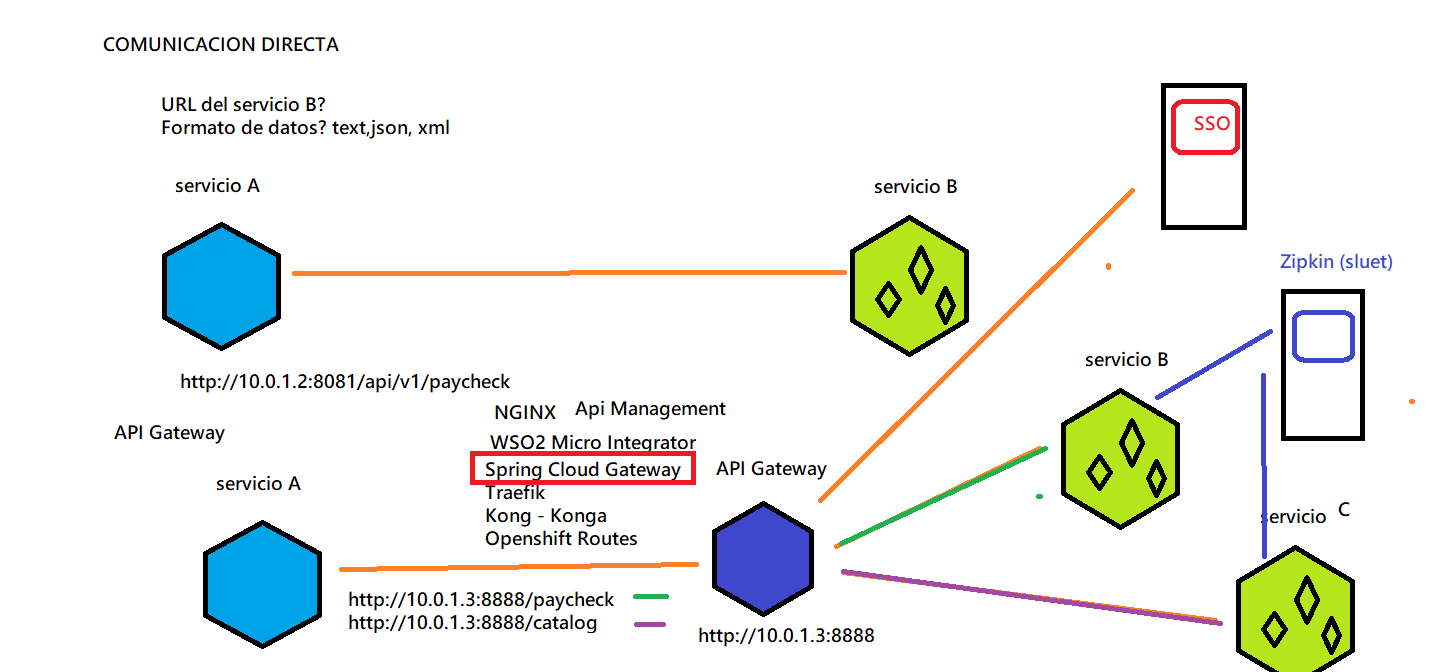 COMUNICACION DIRECTA
URL del servicio B?
Formato de datos? text,json, xml
SSO
servicio A
servicio B
Zipkin (sluet)
servicio B
http://10.0.1.2:8081/api/v1/paycheck
NGINX
Api Management
API Gateway
WSO2 Micro Integrator
Spring Cloud Gateway
API Gateway
servicio A
Traefik
Kong - Konga
Openshift Routes
servicio C
http://10.0.1.3:8888/paycheck
http://10.0.1.3:8888/catalog
http://10.0.1.3:8888